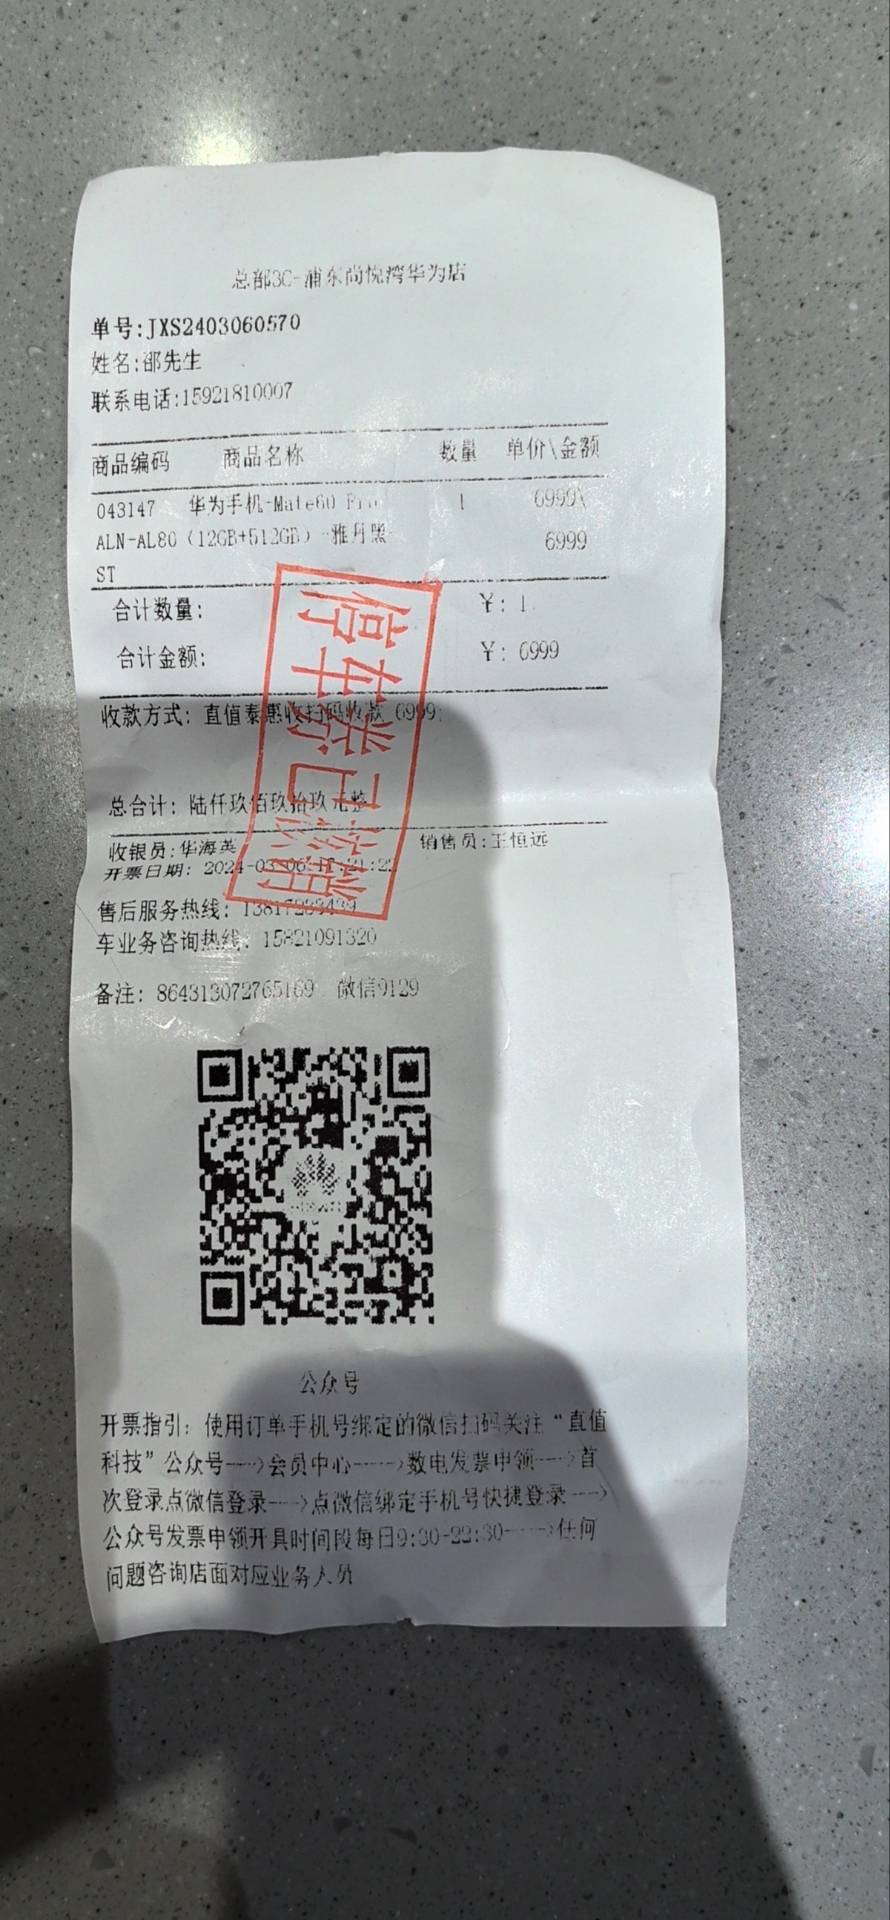 总部3C-浦东尚悦湾华为店
单号:JXS2403060570
姓名:邵先生
联系电话:15921810007
商品编码 商品名称 数量 单价\金额
043147 华为手机-Mate60 Pro 1 6999\
ALN-AL80（12GB+512GB）-雅丹黑 6999
ST
合计数量: ￥: 1
合计金额: ￥: 6999
收款方式: 直值泰惠收扫码收款 6999;
总合计: 陆仟玖佰玖拾玖元整
收银员:华海英 销售员:王恒远
开票日期: 2024-03-06
售后服务热线:
车业务咨询热线: 15821091320
备注: 864313072765169 微信9129
停车券已核销
公众号
开票指引: 使用订单手机号绑定的微信扫码关注“直值
科技”公众号---->会员中心----->数电发票申领---->首
次登录点微信登录---->点微信绑定手机号快捷登录---->
公众号发票申领开具时间段每日9:30-22:30----->任何
问题咨询店面对应业务人员